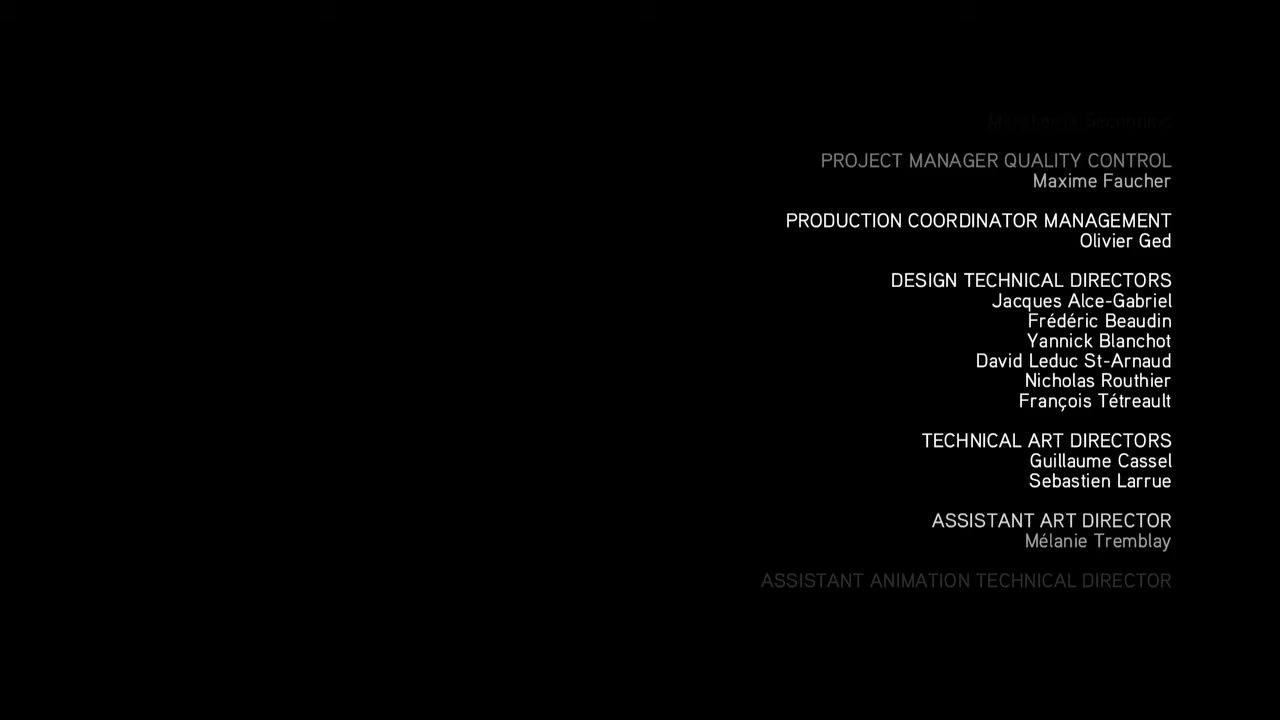 PROJECT MANAGER QUALITY CONTROL
Maxime Faucher
PRODUCTION COORDINATOR MANAGEMENT
Olivier Ged
DESIGN TECHNICAL DIRECTORS
Jacques Alce-Gabriel
Frédéric Beaudin
Yannick Blanchot
David Leduc St-Arnaud
Nicholas Routhier
François Tétreault
TECHNICAL ART DIRECTORS
Guillaume Cassel
Sebastien Larrue
ASSISTANT ART DIRECTOR
Mélanie Tremblay
ASSISTANT ANIMATION TECHNICAL DIRECTOR